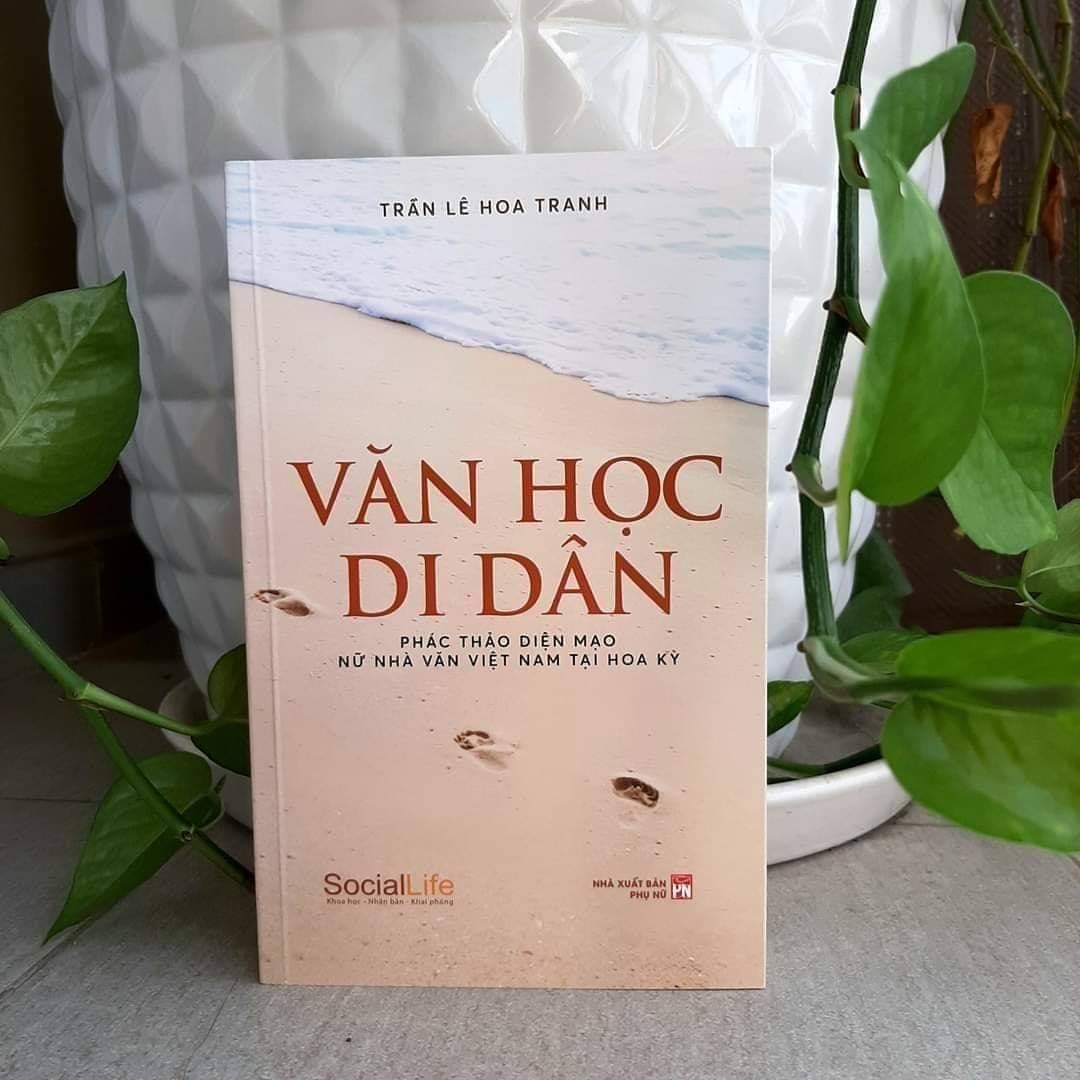 TRẦN LÊ HOA TRANH
VĂN HỌC
DI DÂN
PHÁC THẢO DIỆN MẠO
NỮ NHÀ VĂN VIỆT NAM TẠI HOA KỲ
SocialLife
Khoa học - Nhân bản - Khai phóng
NHÀ XUẤT BẢN
PHỤ NỮ
PN